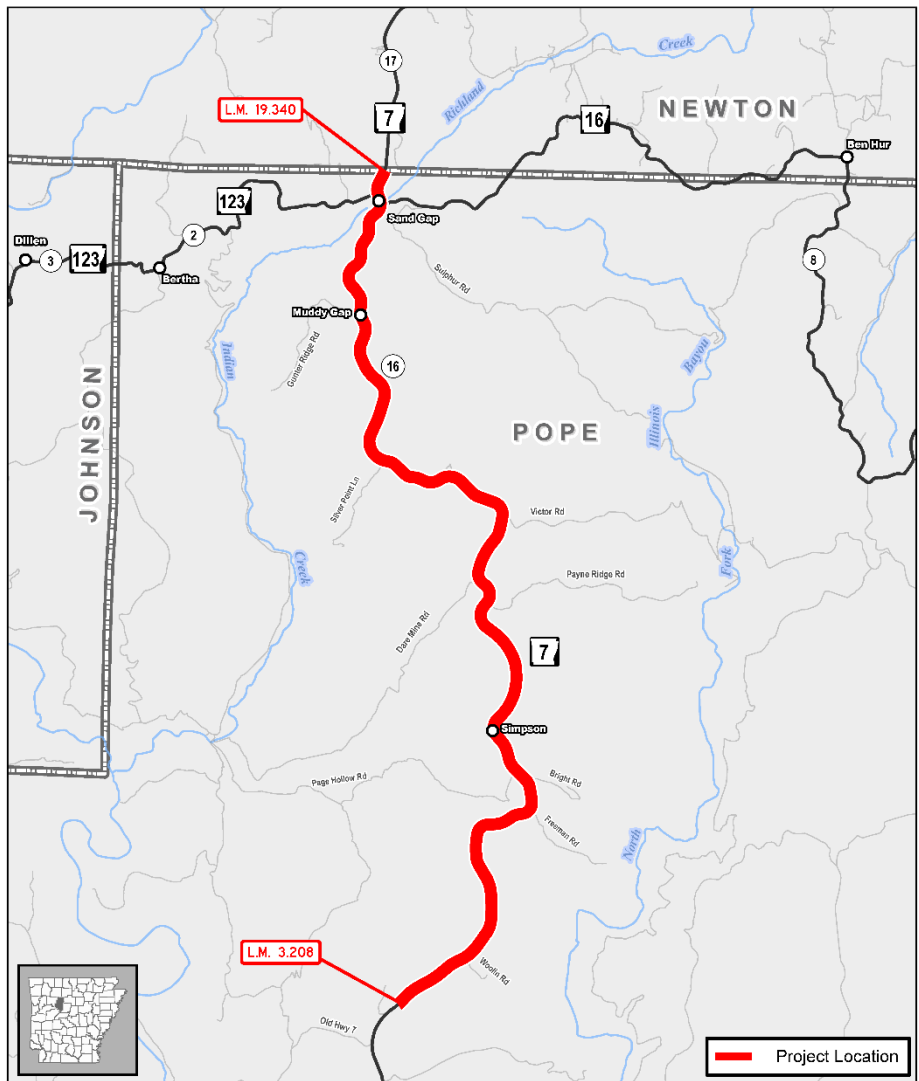 17
Creek
L.M. 19.340
7
Richland
16
NEWTON
Ben Hur
123
Sand Gap
Dillen
3
123
2
Bertha
8
Sulphur Rd
Muddy Gap
Gumer Ridge Rd
Indian
16
Bayou
JOHNSON
POPE
Illinois
Silver Point Ln
Victor Rd
Creek
Fork
Payne Ridge Rd
Dare Mine Rd
7
Simpson
Page Hollow Rd
Bright Rd
Freeman Rd
North
L.M. 3.208
Woolin Rd
Old Hwy 7
Project Location